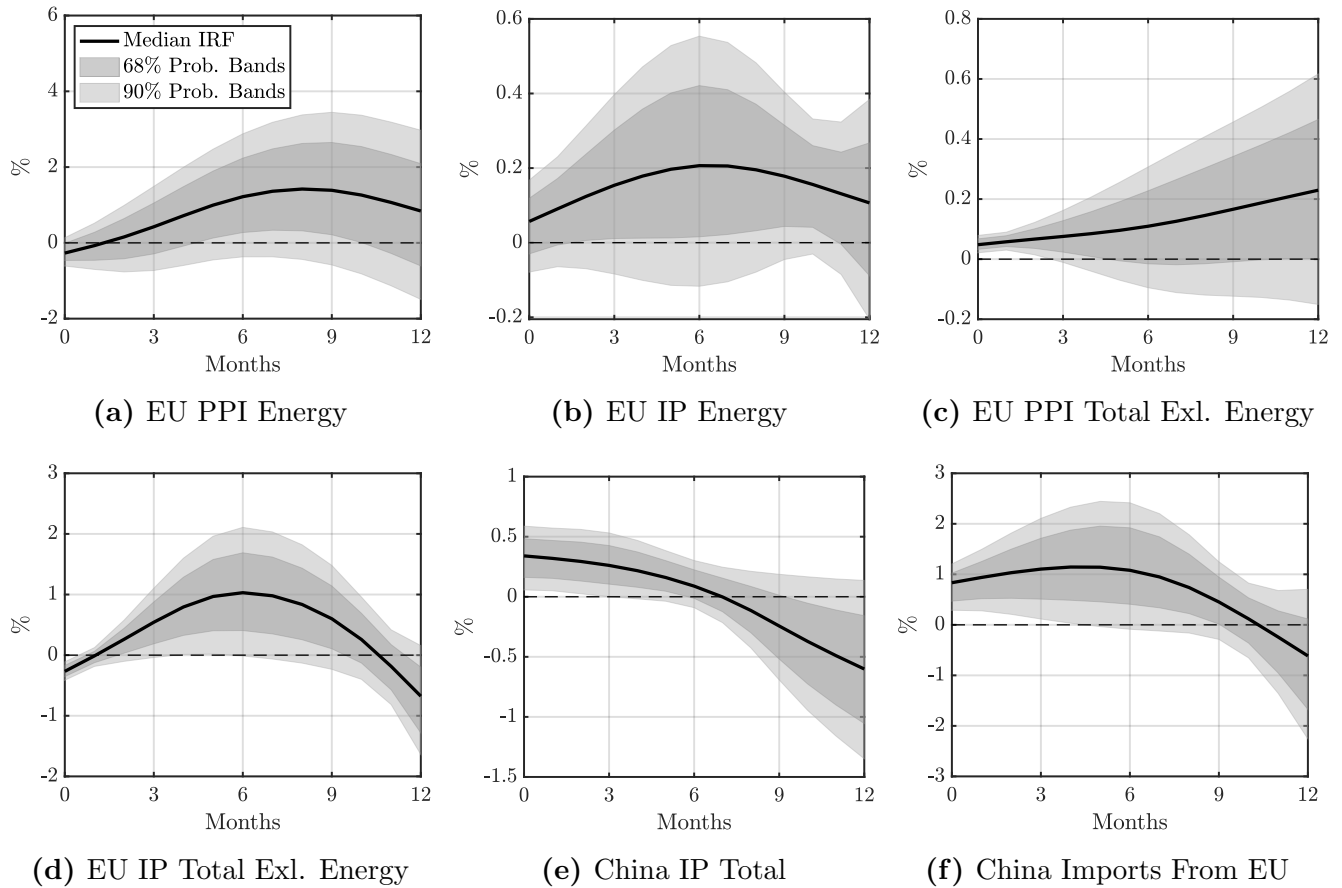 6
4
2
0
-2
%
Median IRF
68% Prob. Bands
90% Prob. Bands
0 3 6 9 12
Months
(a) EU PPI Energy
0.6
0.4
0.2
0
-0.2
%
0 3 6 9 12
Months
(b) EU IP Energy
0.8
0.6
0.4
0.2
0
-0.2
%
0 3 6 9 12
Months
(c) EU PPI Total Exl. Energy
3
2
1
0
-1
-2
%
0 3 6 9 12
Months
(d) EU IP Total Exl. Energy
1
0.5
0
-0.5
-1
-1.5
%
0 3 6 9 12
Months
(e) China IP Total
3
2
1
0
-1
-2
-3
%
0 3 6 9 12
Months
(f) China Imports From EU